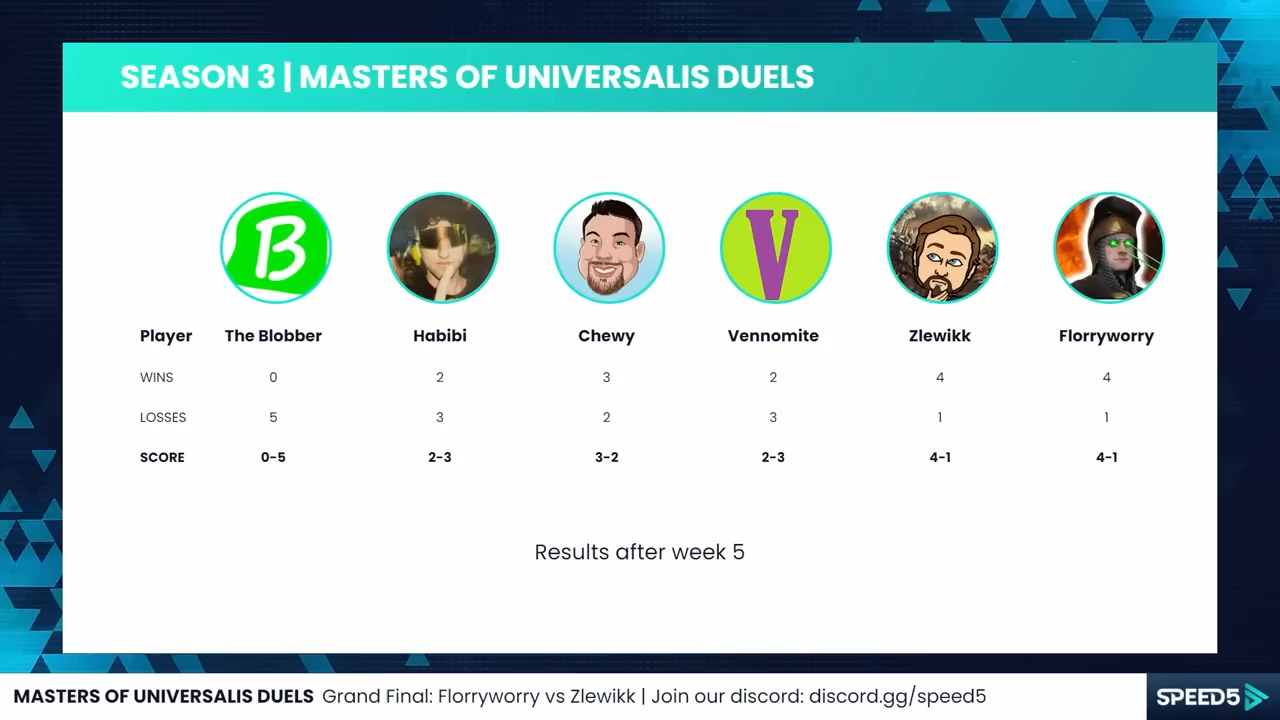 SEASON 3 | MASTERS OF UNIVERSALIS DUELS
B
V
Player The Blobber Habibi Chewy Vennomite Zlewikk Florryworry
WINS 0 2 3 2 4 4
LOSSES 5 3 2 3 1 1
SCORE 0-5 2-3 3-2 2-3 4-1 4-1
Results after week 5
MASTERS OF UNIVERSALIS DUELS Grand Final: Florryworry vs Zlewikk | Join our discord: discord.gg/speed5
SPEED5